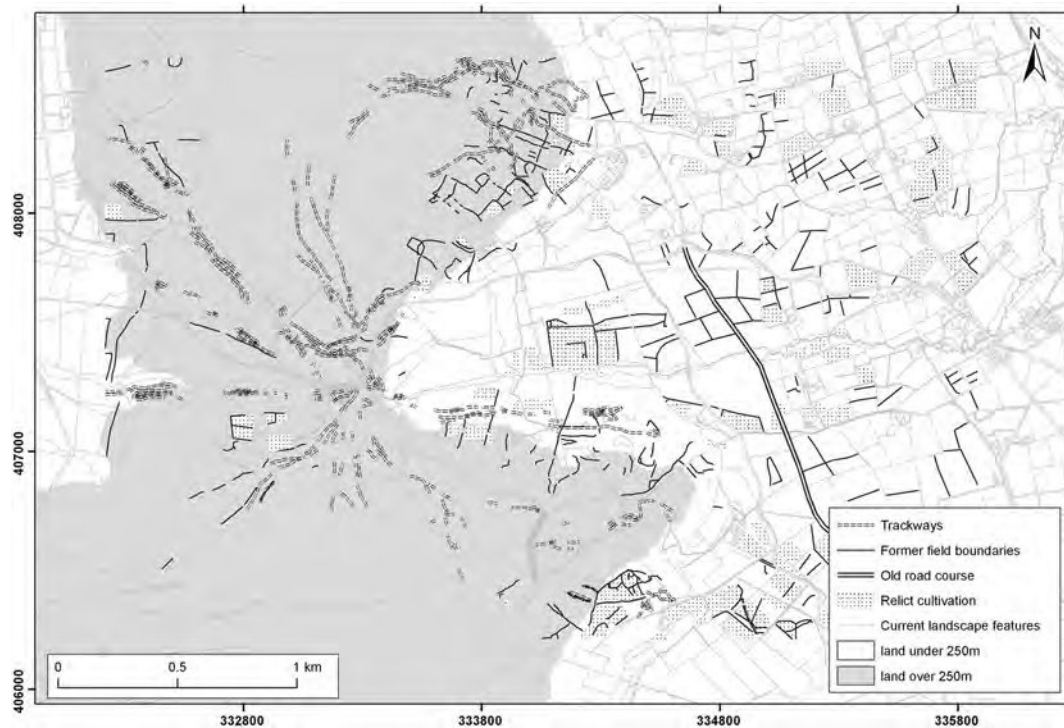 N
408000
407000
406000
Trackways
Former field boundaries
Old road course
Relict cultivation
Current landscape features
land under 250m
land over 250m
0 0.5 1 km
332800 333800 334800 335800